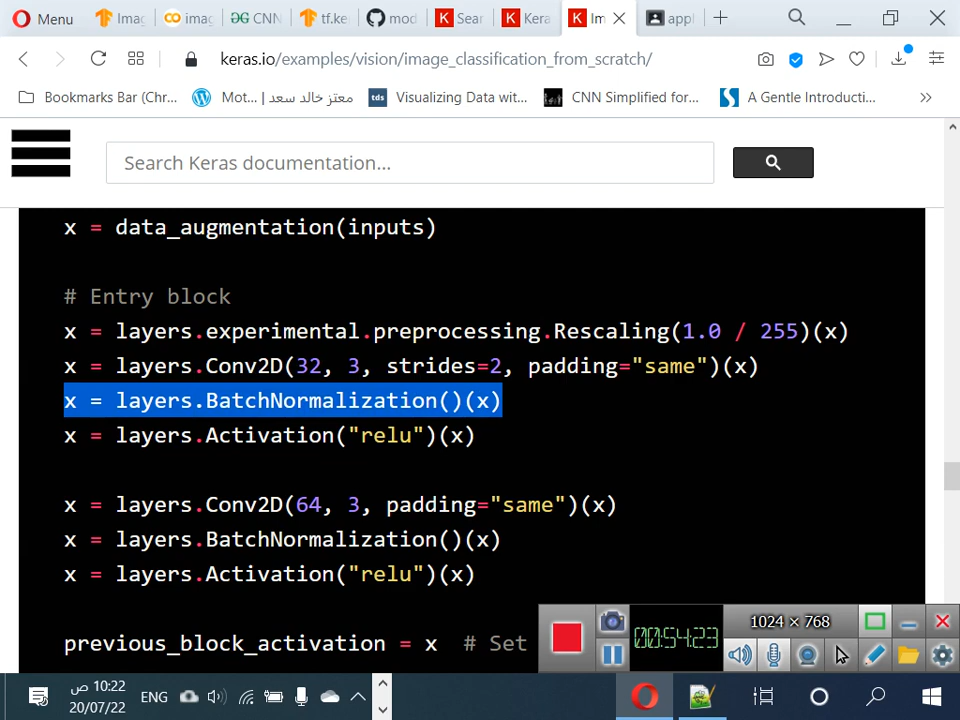 Menu
Imag
imag
CNN
tf.ke
mod
Sear
Kera
Im
appl
keras.io/examples/vision/image_classification_from_scratch/
Bookmarks Bar (Chr...
Mot... | معتز خالد سعد
tds Visualizing Data wit...
CNN Simplified for...
A Gentle Introducti...
Search Keras documentation...
x = data_augmentation(inputs)
# Entry block
x = layers.experimental.preprocessing.Rescaling(1.0 / 255)(x)
x = layers.Conv2D(32, 3, strides=2, padding="same")(x)
x = layers.BatchNormalization()(x)
x = layers.Activation("relu")(x)
x = layers.Conv2D(64, 3, padding="same")(x)
x = layers.BatchNormalization()(x)
x = layers.Activation("relu")(x)
previous_block_activation = x # Set
1024 × 768
00:54:23
10:22 ص
ENG
20/07/22